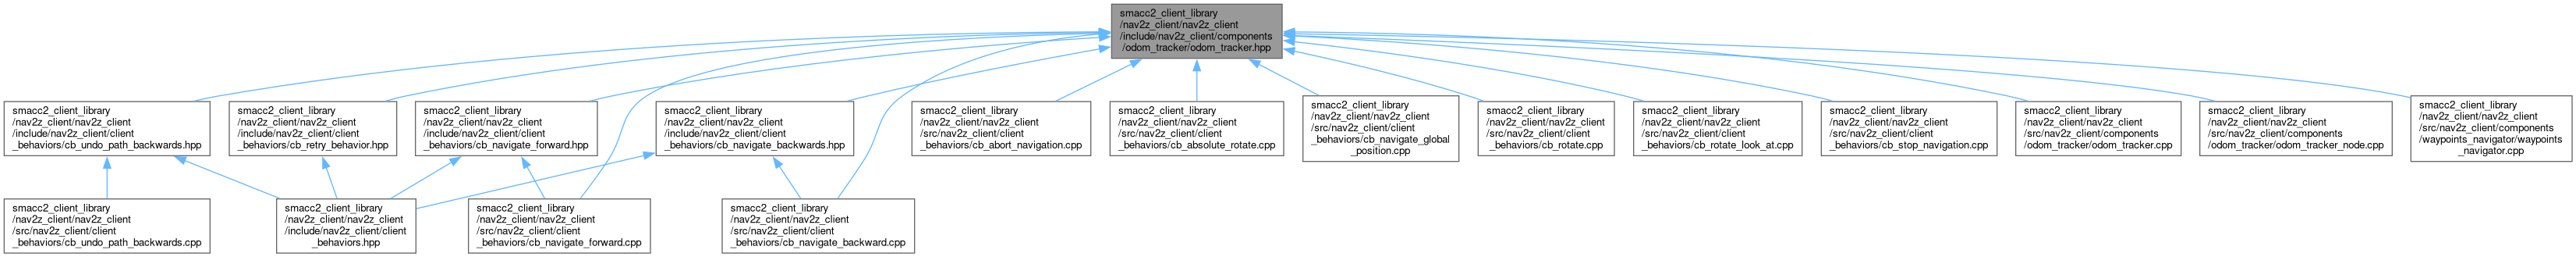 smacc2_client_library
/nav2z_client/nav2z_client
/include/nav2z_client/components
/odom_tracker/odom_tracker.hpp
smacc2_client_library
/nav2z_client/nav2z_client
/include/nav2z_client/client
_behaviors/cb_undo_path_backwards.hpp
smacc2_client_library
/nav2z_client/nav2z_client
/include/nav2z_client/client
_behaviors/cb_retry_behavior.hpp
smacc2_client_library
/nav2z_client/nav2z_client
/include/nav2z_client/client
_behaviors/cb_navigate_forward.hpp
smacc2_client_library
/nav2z_client/nav2z_client
/include/nav2z_client/client
_behaviors/cb_navigate_backwards.hpp
smacc2_client_library
/nav2z_client/nav2z_client
/src/nav2z_client/client
_behaviors/cb_abort_navigation.cpp
smacc2_client_library
/nav2z_client/nav2z_client
/src/nav2z_client/client
_behaviors/cb_absolute_rotate.cpp
smacc2_client_library
/nav2z_client/nav2z_client
/src/nav2z_client/client
_behaviors/cb_navigate_global
_position.cpp
smacc2_client_library
/nav2z_client/nav2z_client
/src/nav2z_client/client
_behaviors/cb_rotate.cpp
smacc2_client_library
/nav2z_client/nav2z_client
/src/nav2z_client/client
_behaviors/cb_rotate_look_at.cpp
smacc2_client_library
/nav2z_client/nav2z_client
/src/nav2z_client/client
_behaviors/cb_stop_navigation.cpp
smacc2_client_library
/nav2z_client/nav2z_client
/src/nav2z_client/components
/odom_tracker/odom_tracker.cpp
smacc2_client_library
/nav2z_client/nav2z_client
/src/nav2z_client/components
/odom_tracker/odom_tracker_node.cpp
smacc2_client_library
/nav2z_client/nav2z_client
/src/nav2z_client/components
/waypoints_navigator/waypoints
_navigator.cpp
smacc2_client_library
/nav2z_client/nav2z_client
/src/nav2z_client/client
_behaviors/cb_undo_path_backwards.cpp
smacc2_client_library
/nav2z_client/nav2z_client
/include/nav2z_client/client
_behaviors.hpp
smacc2_client_library
/nav2z_client/nav2z_client
/src/nav2z_client/client
_behaviors/cb_navigate_forward.cpp
smacc2_client_library
/nav2z_client/nav2z_client
/src/nav2z_client/client
_behaviors/cb_navigate_backward.cpp